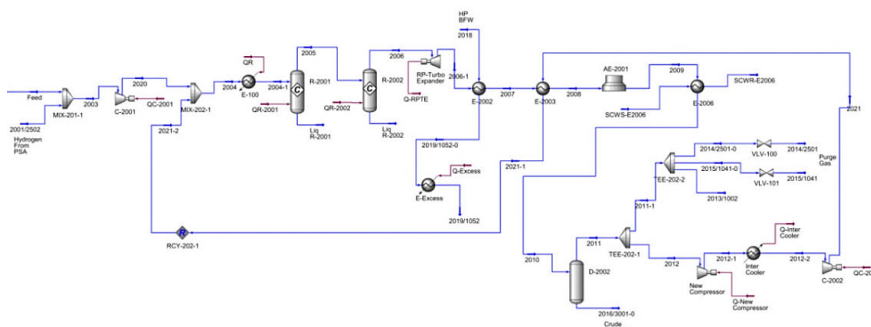 HP
BFW
2018
QR
2005
2006
RP-Turbo
Expander
2006-1
AE-2001
2009
SCWR-E2006
2020
2004
E-100
2004-1
R-2001
R-2002
Q-RPTE
E-2002
2007
E-2003
2008
E-2006
Feed
MIX-201-1
2003
C-2001
QC-2001
MIX-202-1
QR-2001
QR-2002
SCWS-E2006
2021
2001/2502
Hydrogen
From
PSA
2021-2
Liq
R-2001
Liq
R-2002
2019/1052-0
2021-1
2014/2501-0
VLV-100
2014/2501
Purge
Gas
Q-Excess
E-Excess
2015/1041-0
TEE-202-2
VLV-101
2015/1041
2013/1002
2019/1052
2011-1
Q-Inter
Cooler
RCY-202-1
R
2010
2011
TEE-202-1
2012
2012-1
Inter
Cooler
2012-2
D-2002
New
Compressor
C-2002
QC-20
Q-New
Compressor
2016/3001-0
Crude